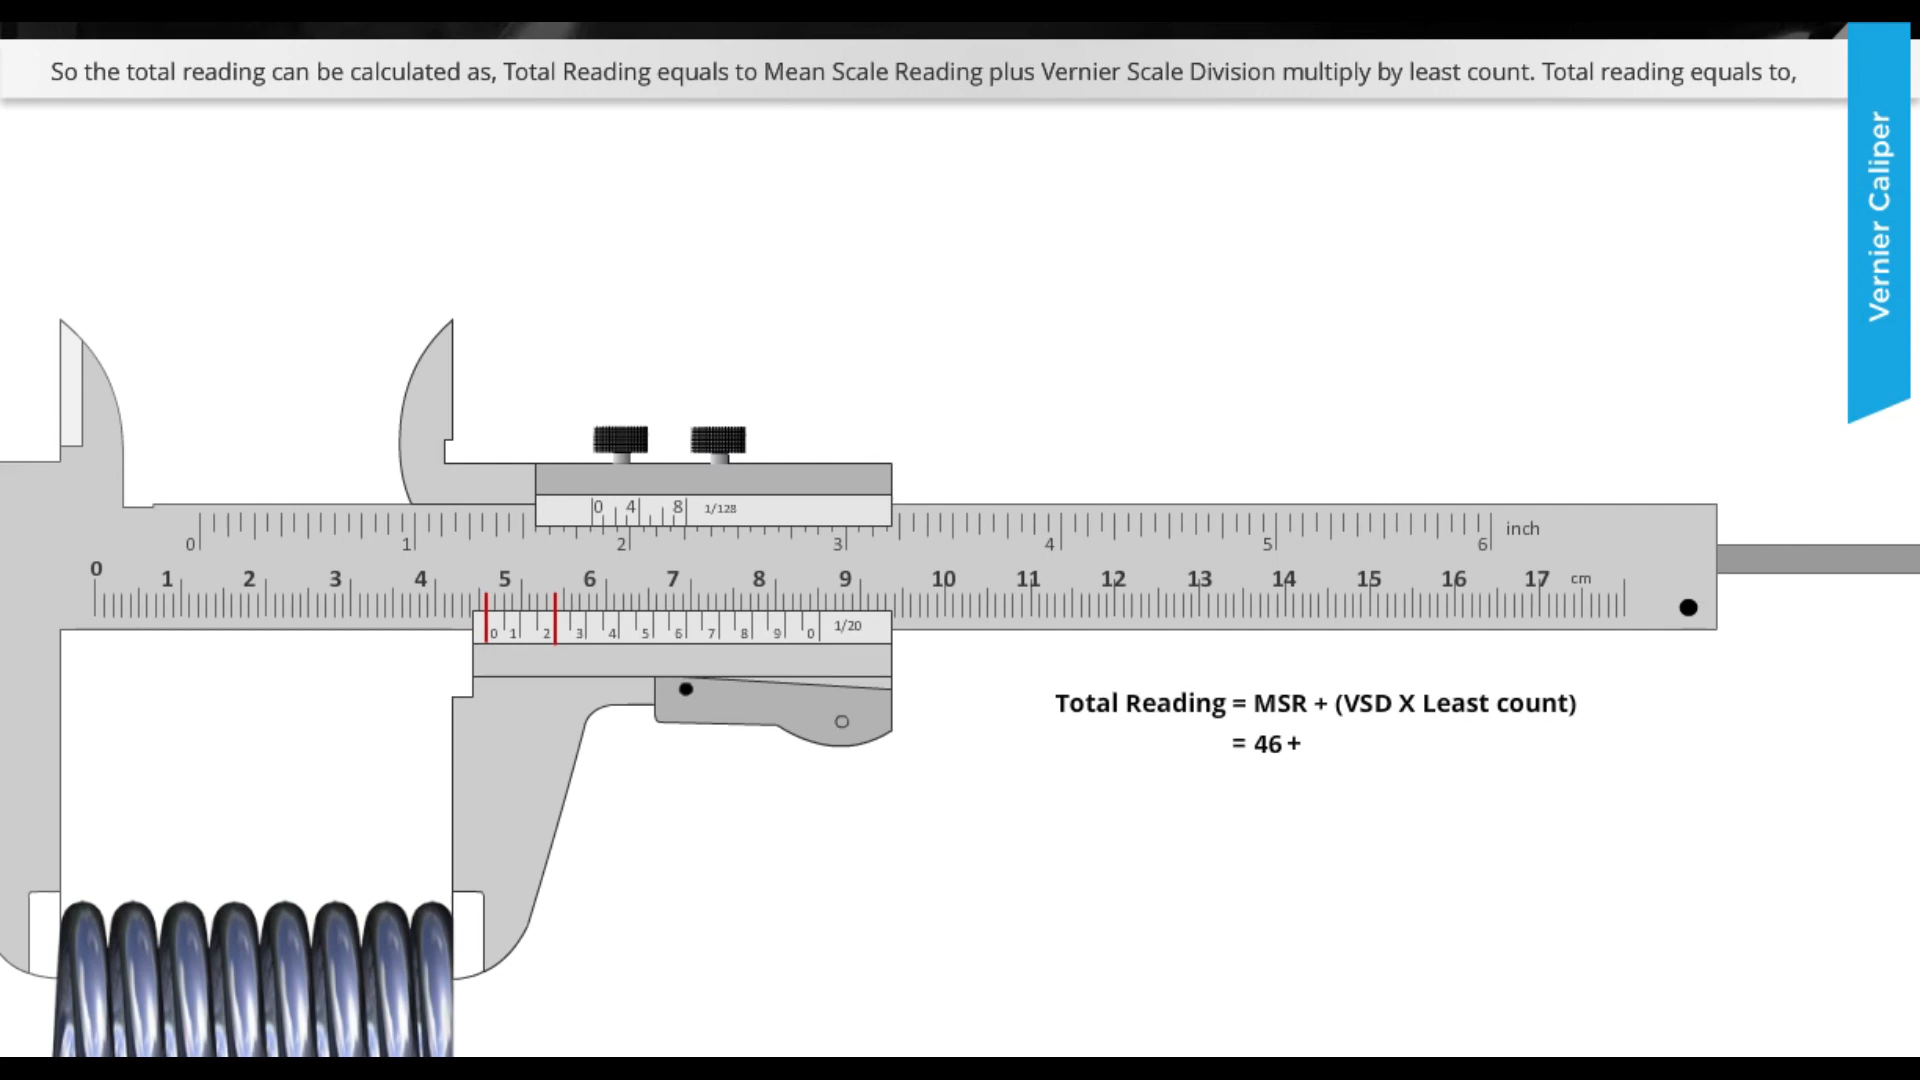 So the total reading can be calculated as, Total Reading equals to Mean Scale Reading plus Vernier Scale Division multiply by least count. Total reading equals to,
Vernier Caliper
0 4 8 1/128
0 1 2 3 4 5 6 inch
0 1 2 3 4 5 6 7 8 9 10 11 12 13 14 15 16 17 cm
0 1 2 3 4 5 6 7 8 9 0 1/20
Total Reading = MSR + (VSD X Least count)
= 46 +